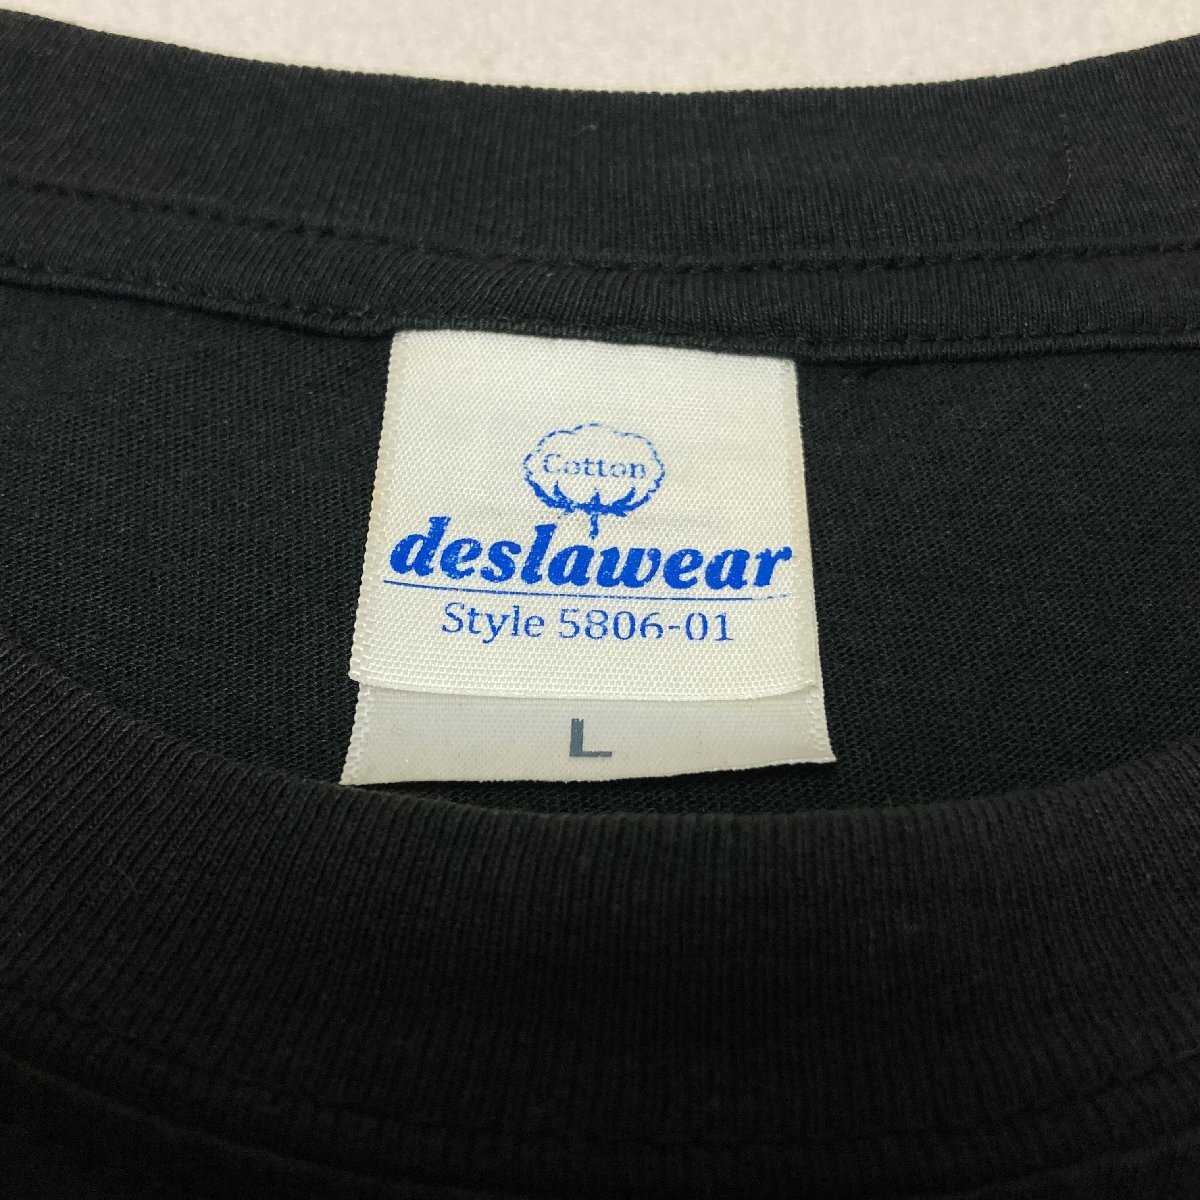 Cotton
deslawear
Style 5806-01
L